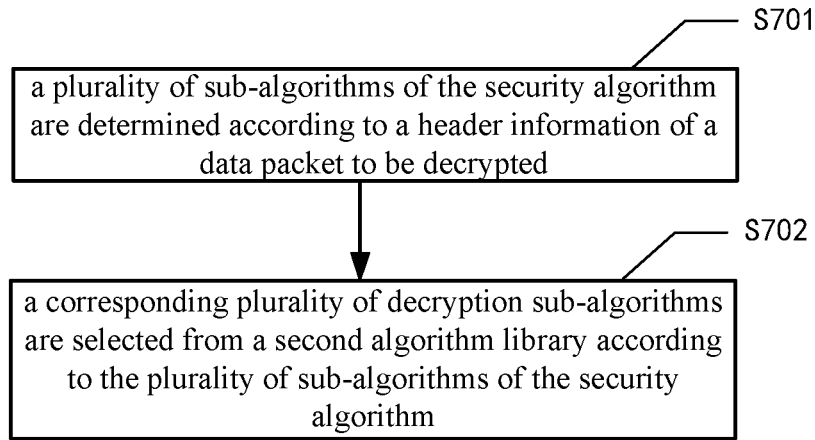 S701
a plurality of sub-algorithms of the security algorithm
are determined according to a header information of a
data packet to be decrypted
S702
a corresponding plurality of decryption sub-algorithms
are selected from a second algorithm library according
to the plurality of sub-algorithms of the security
algorithm